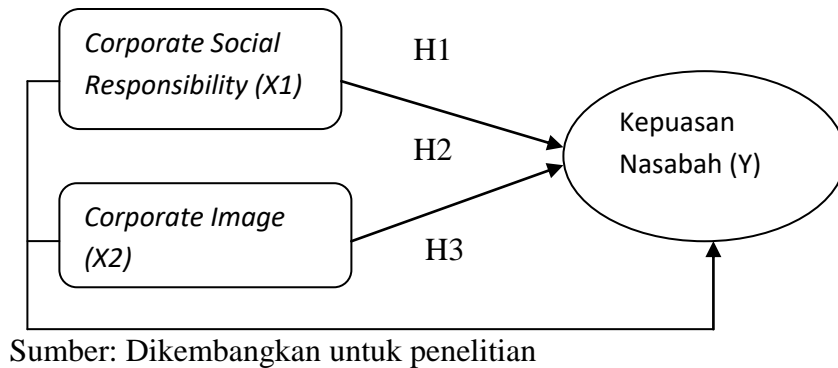 Corporate Social
Responsibility (X1)
H1
Kepuasan
Nasabah (Y)
H2
Corporate Image
(X2)
H3
Sumber: Dikembangkan untuk penelitian